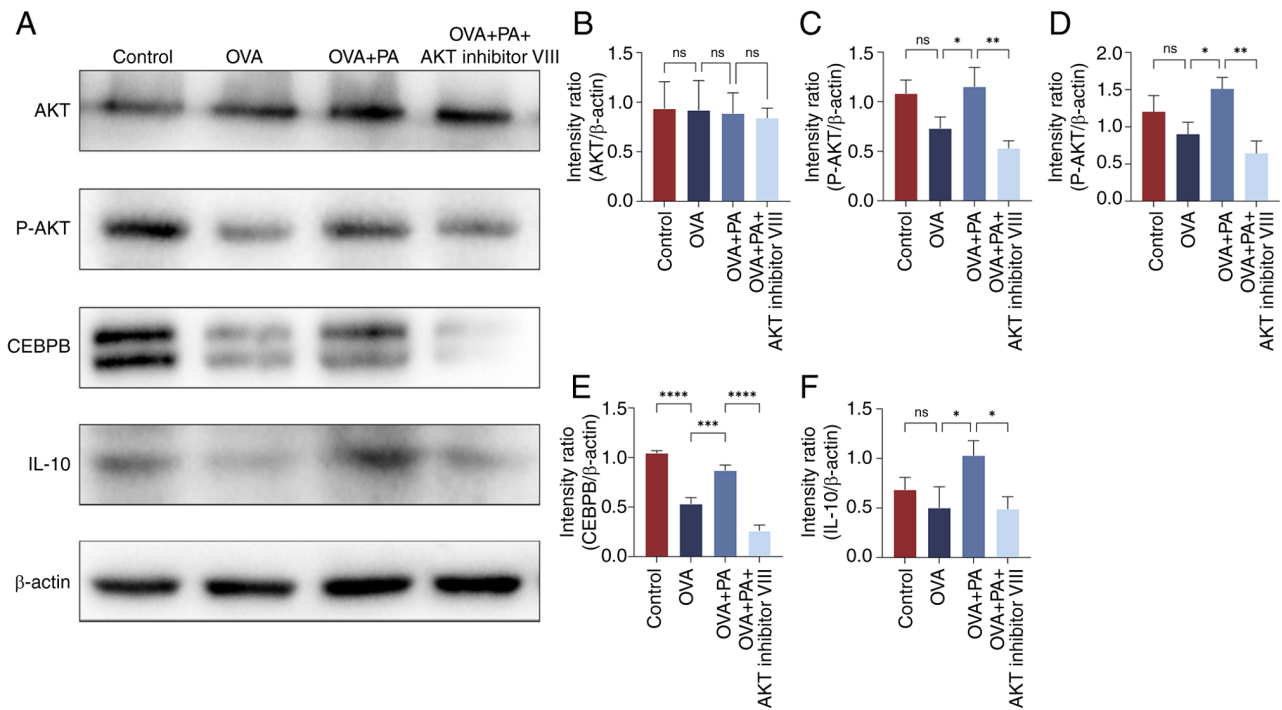 A
Control
OVA
OVA+PA
OVA+PA+
AKT inhibitor VIII
AKT
P-AKT
CEBPB
IL-10
β-actin
B
Intensity ratio
(AKT/β-actin)
1.5
1.0
0.5
0.0
ns
ns
ns
Control
OVA
OVA+PA
OVA+PA+
AKT inhibitor VIII
C
Intensity ratio
(P-AKT/β-actin)
1.5
1.0
0.5
0.0
ns
*
**
Control
OVA
OVA+PA
OVA+PA+
AKT inhibitor VIII
D
Intensity ratio
(P-AKT/β-actin)
2.0
1.5
1.0
0.5
0.0
ns
*
**
Control
OVA
OVA+PA
OVA+PA+
AKT inhibitor VIII
E
Intensity ratio
(CEBPB/β-actin)
1.5
1.0
0.5
0.0
****
***
****
Control
OVA
OVA+PA
OVA+PA+
AKT inhibitor VIII
F
Intensity ratio
(IL-10/β-actin)
1.5
1.0
0.5
0.0
ns
*
*
Control
OVA
OVA+PA
OVA+PA+
AKT inhibitor VIII